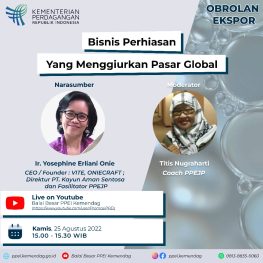 KEMENTERIAN
PERDAGANGAN
REPUBLIK INDONESIA
OBROLAN
EKSPOR
Bisnis Perhiasan
Yang Menggiurkan Pasar Global
Narasumber
Moderator
Ir. Yosephine Erliani Onie
CEO / Founder : VITE, ONIECRAFT ;
Direktur PT. Kayun Aman Sentosa
dan Fasilitator PPEJP
Titis Nugraharti
Coach PPEJP
Live on Youtube
Balai Besar PPEI Kemendag
Kamis, 25 Agustus 2022
15.00 - 15.30 WIB
ppei.kemendag.go.id
Balai Besar PPEI Kemendag
ppei.kemendag